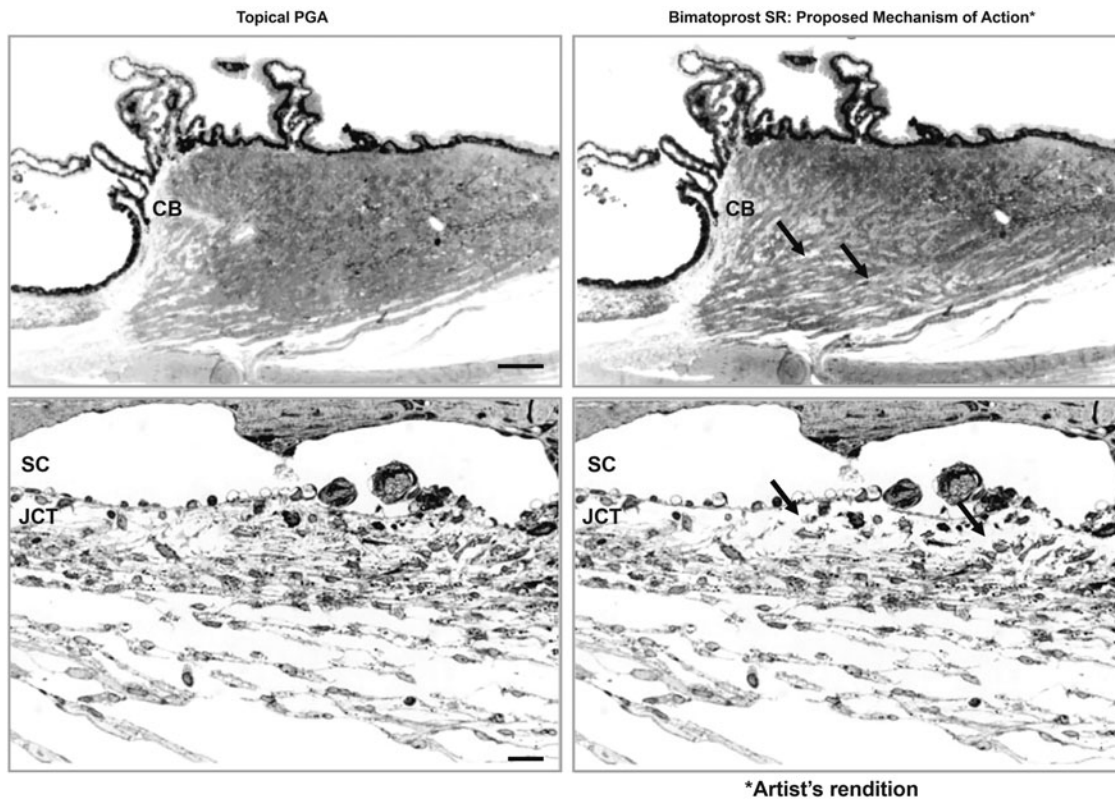 Topical PGA
Bimatoprost SR: Proposed Mechanism of Action*
CB
CB
SC
JCT
SC
JCT
*Artist's rendition